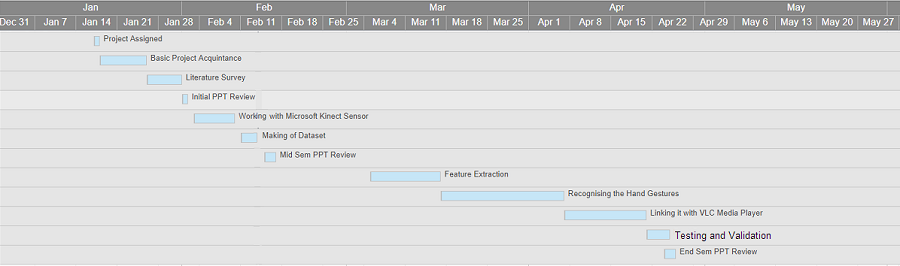 Jan Feb Mar Apr May
Dec 31 Jan 7 Jan 14 Jan 21 Jan 28 Feb 4 Feb 11 Feb 18 Feb 25 Mar 4 Mar 11 Mar 18 Mar 25 Apr 1 Apr 8 Apr 15 Apr 22 Apr 29 May 6 May 13 May 20 May 27
Project Assigned
Basic Project Acquintance
Literature Survey
Initial PPT Review
Working with Microsoft Kinect Sensor
Making of Dataset
Mid Sem PPT Review
Feature Extraction
Recognising the Hand Gestures
Linking it with VLC Media Player
Testing and Validation
End Sem PPT Review